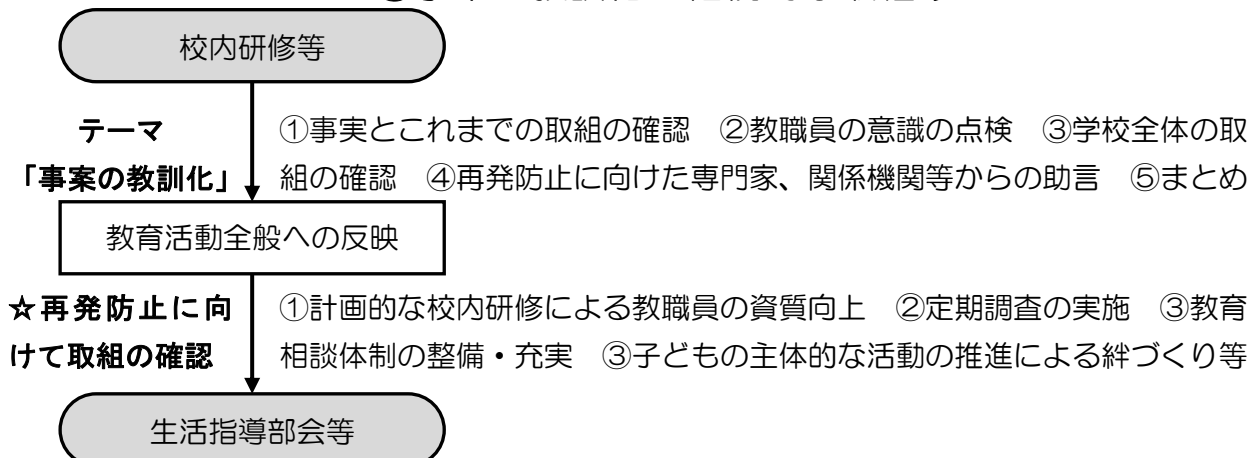 校内研修等
テーマ
「事案の教訓化」
①事実とこれまでの取組の確認　②教職員の意識の点検　③学校全体の取
組の確認　④再発防止に向けた専門家、関係機関等からの助言　⑤まとめ
教育活動全般への反映
☆再発防止に向
けて取組の確認
①計画的な校内研修による教職員の資質向上　②定期調査の実施　③教育
相談体制の整備・充実　③子どもの主体的な活動の推進による絆づくり等
生活指導部会等